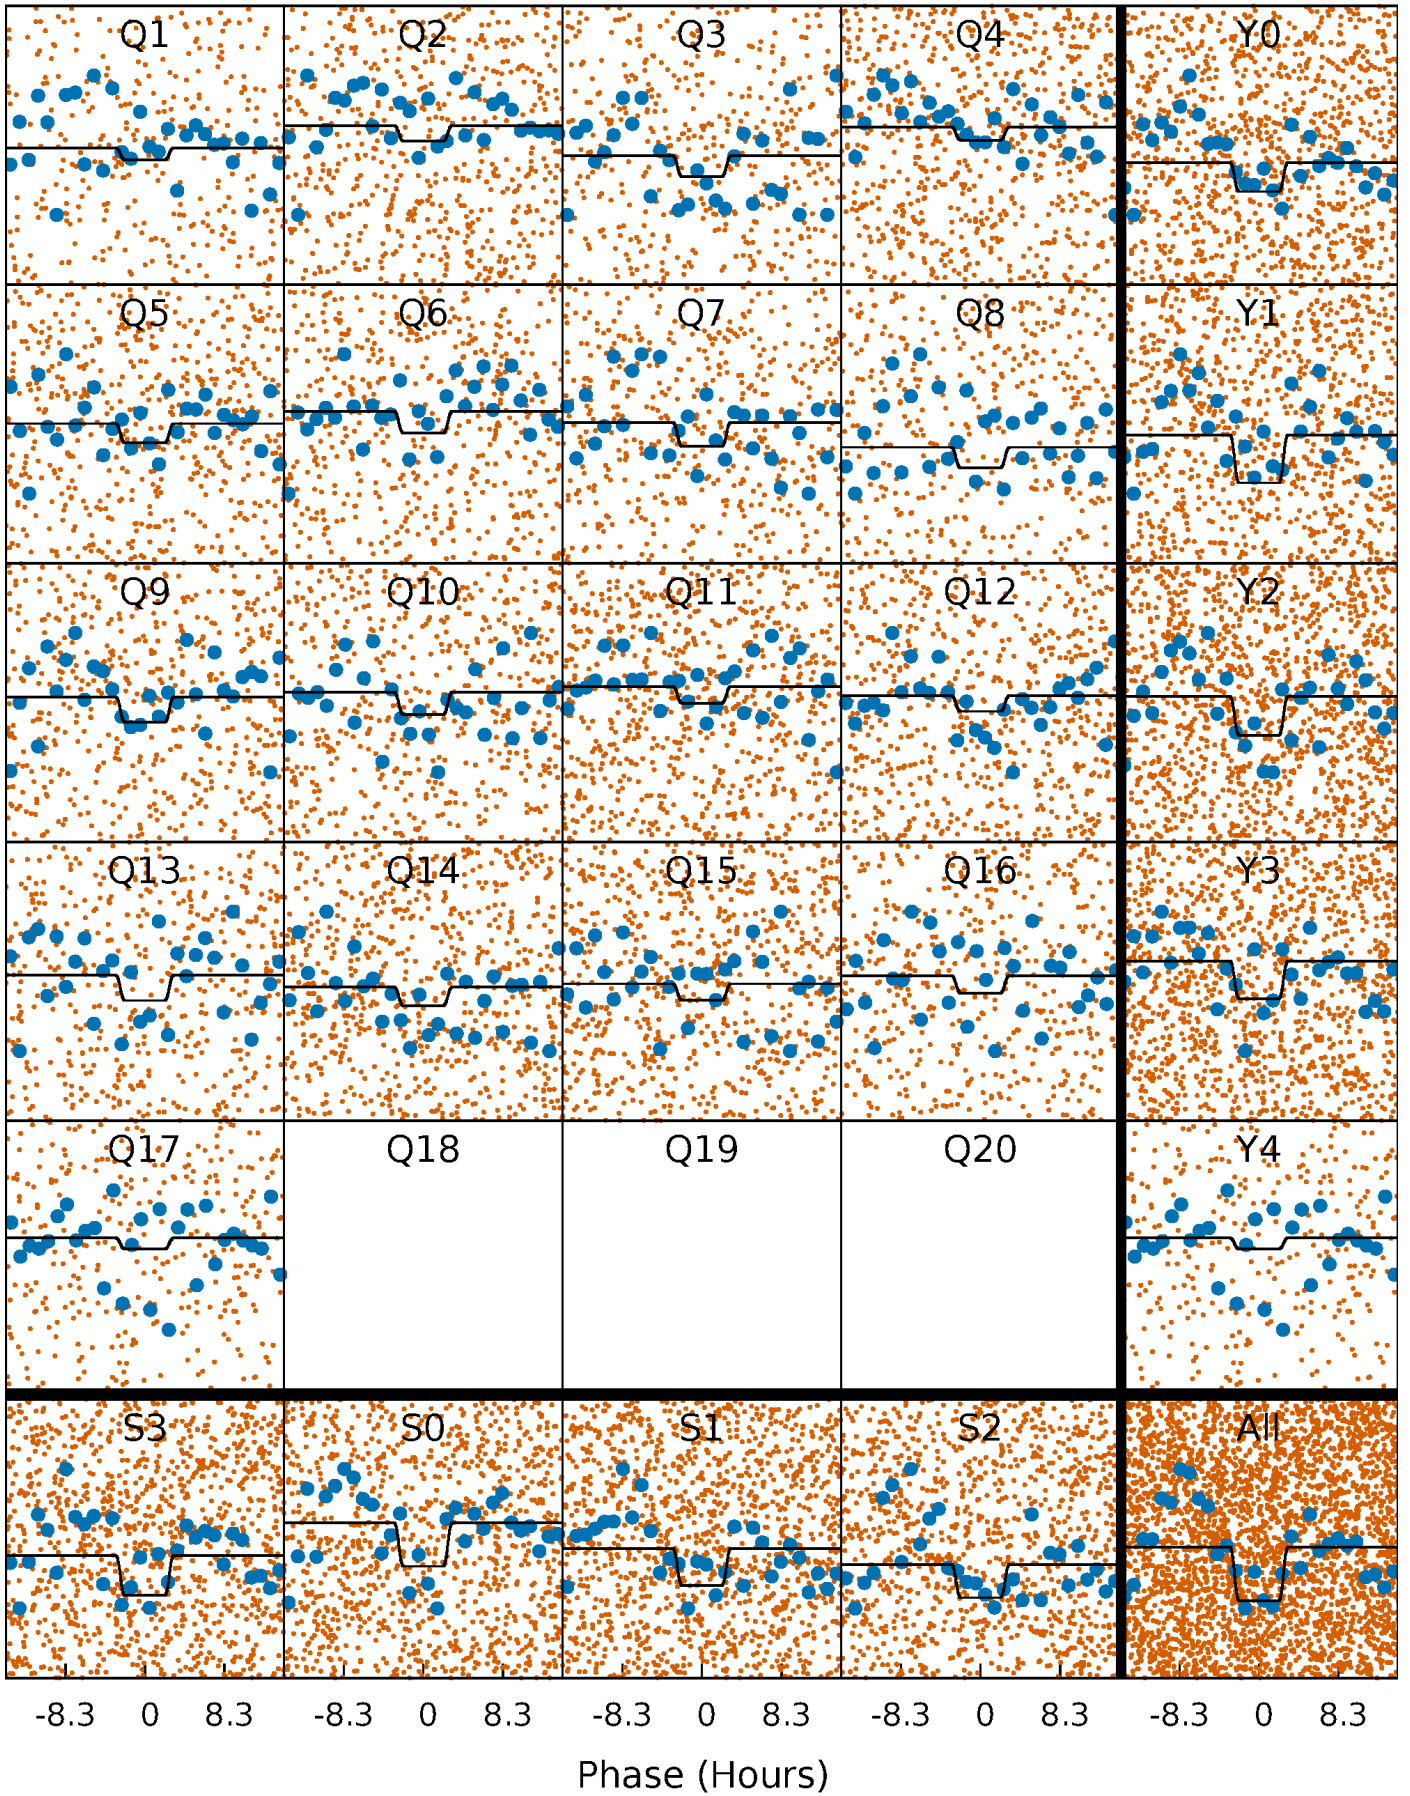 Q1 Q2 Q3 Q4 Y0
Q5 Q6 Q7 Q8 Y1
Q9 Q10 Q11 Q12 Y2
Q13 Q14 Q15 Q16 Y3
Q17 Q18 Q19 Q20 Y4
S3 S0 S1 S2 All
-8.3 0 8.3 -8.3 0 8.3 -8.3 0 8.3 -8.3 0 8.3 -8.3 0 8.3
Phase (Hours)